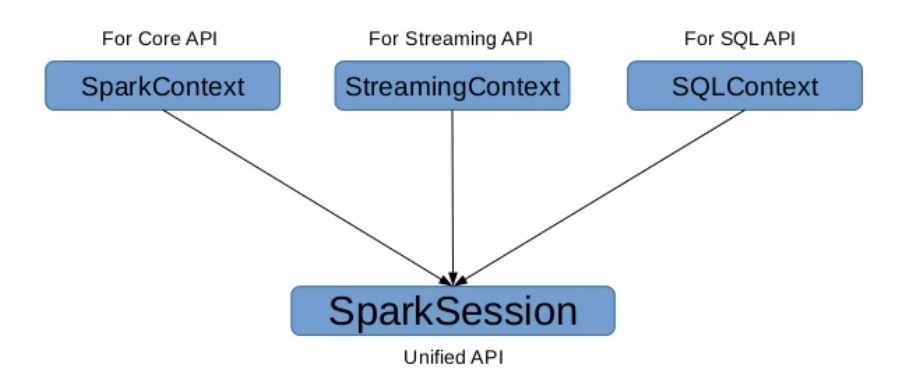 For Core API
For Streaming API
For SQL API
SparkContext
StreamingContext
SQLContext
SparkSession
Unified API